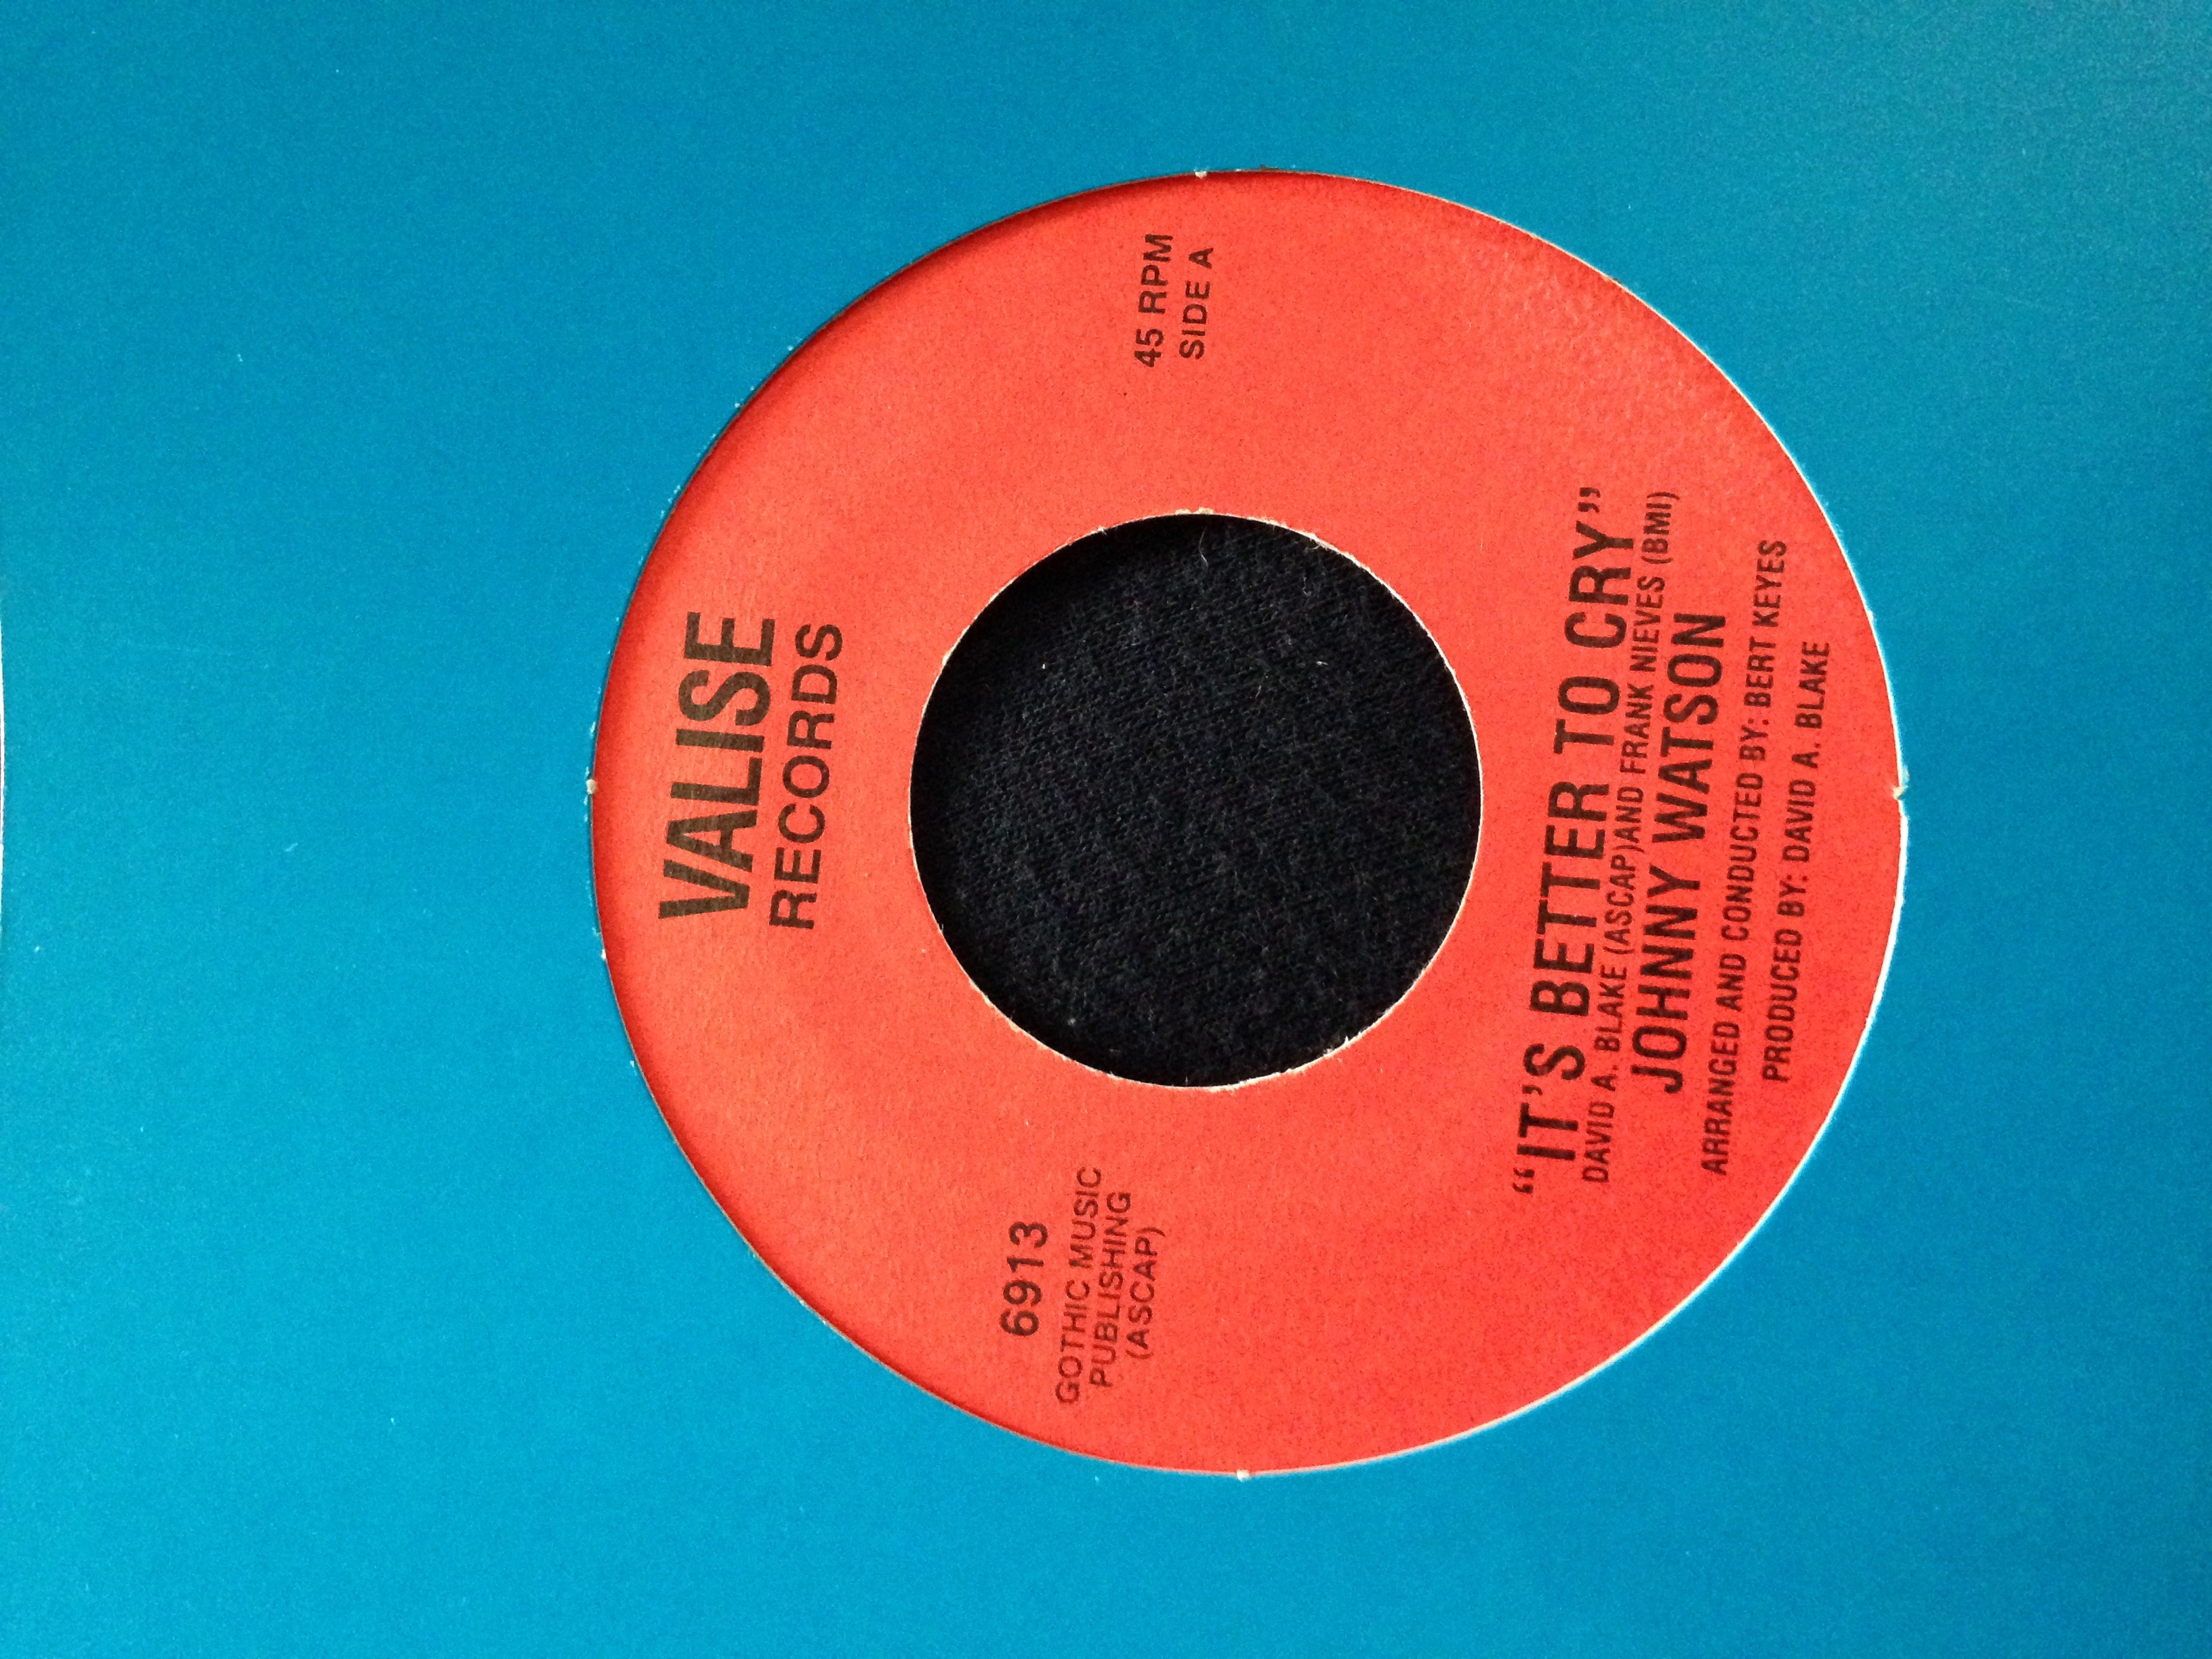 VALISE
RECORDS
6913
GOTHIC MUSIC
PUBLISHING
(ASCAP)
45 RPM
SIDE A
“IT’S BETTER TO CRY”
DAVID A. BLAKE (ASCAP)AND FRANK NIEVES (BMI)
JOHNNY WATSON
ARRANGED AND CONDUCTED BY: BERT KEYES
PRODUCED BY: DAVID A. BLAKE